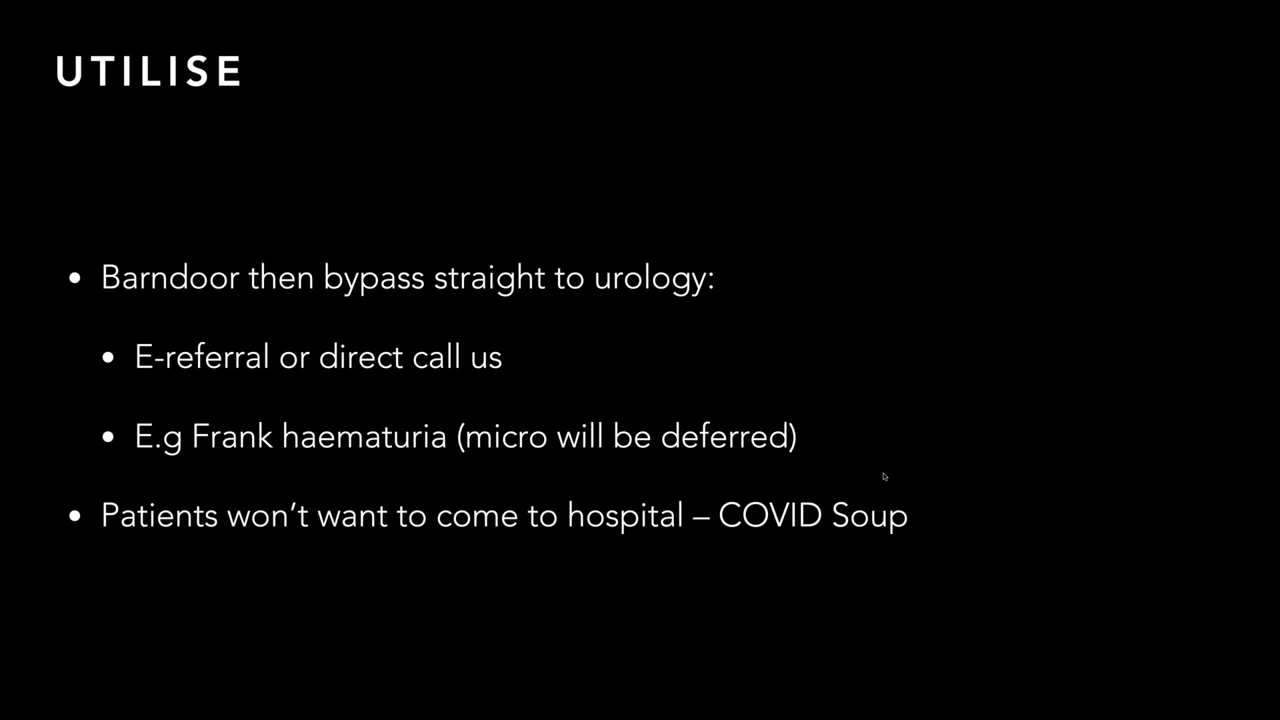 UTILISE
• Barndoor then bypass straight to urology:
• E-referral or direct call us
• E.g Frank haematuria (micro will be deferred)
• Patients won’t want to come to hospital – COVID Soup